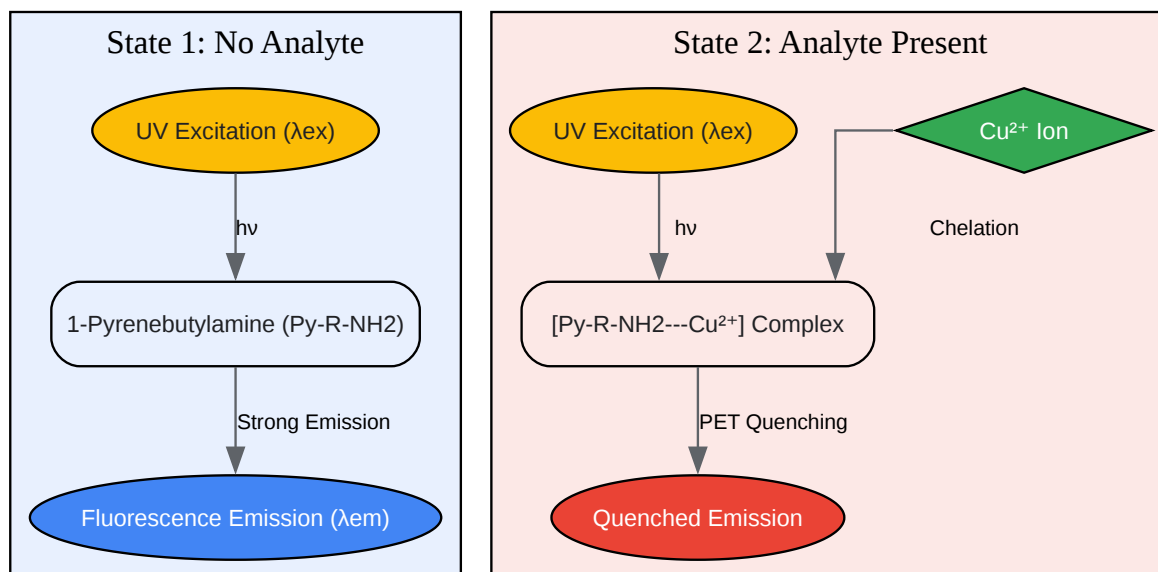 State 1: No Analyte
UV Excitation (λex)
hν
1-Pyrenebutylamine (Py-R-NH2)
Strong Emission
Fluorescence Emission (λem)
State 2: Analyte Present
UV Excitation (λex)
Cu²⁺ Ion
hν
Chelation
[Py-R-NH2---Cu²⁺] Complex
PET Quenching
Quenched Emission